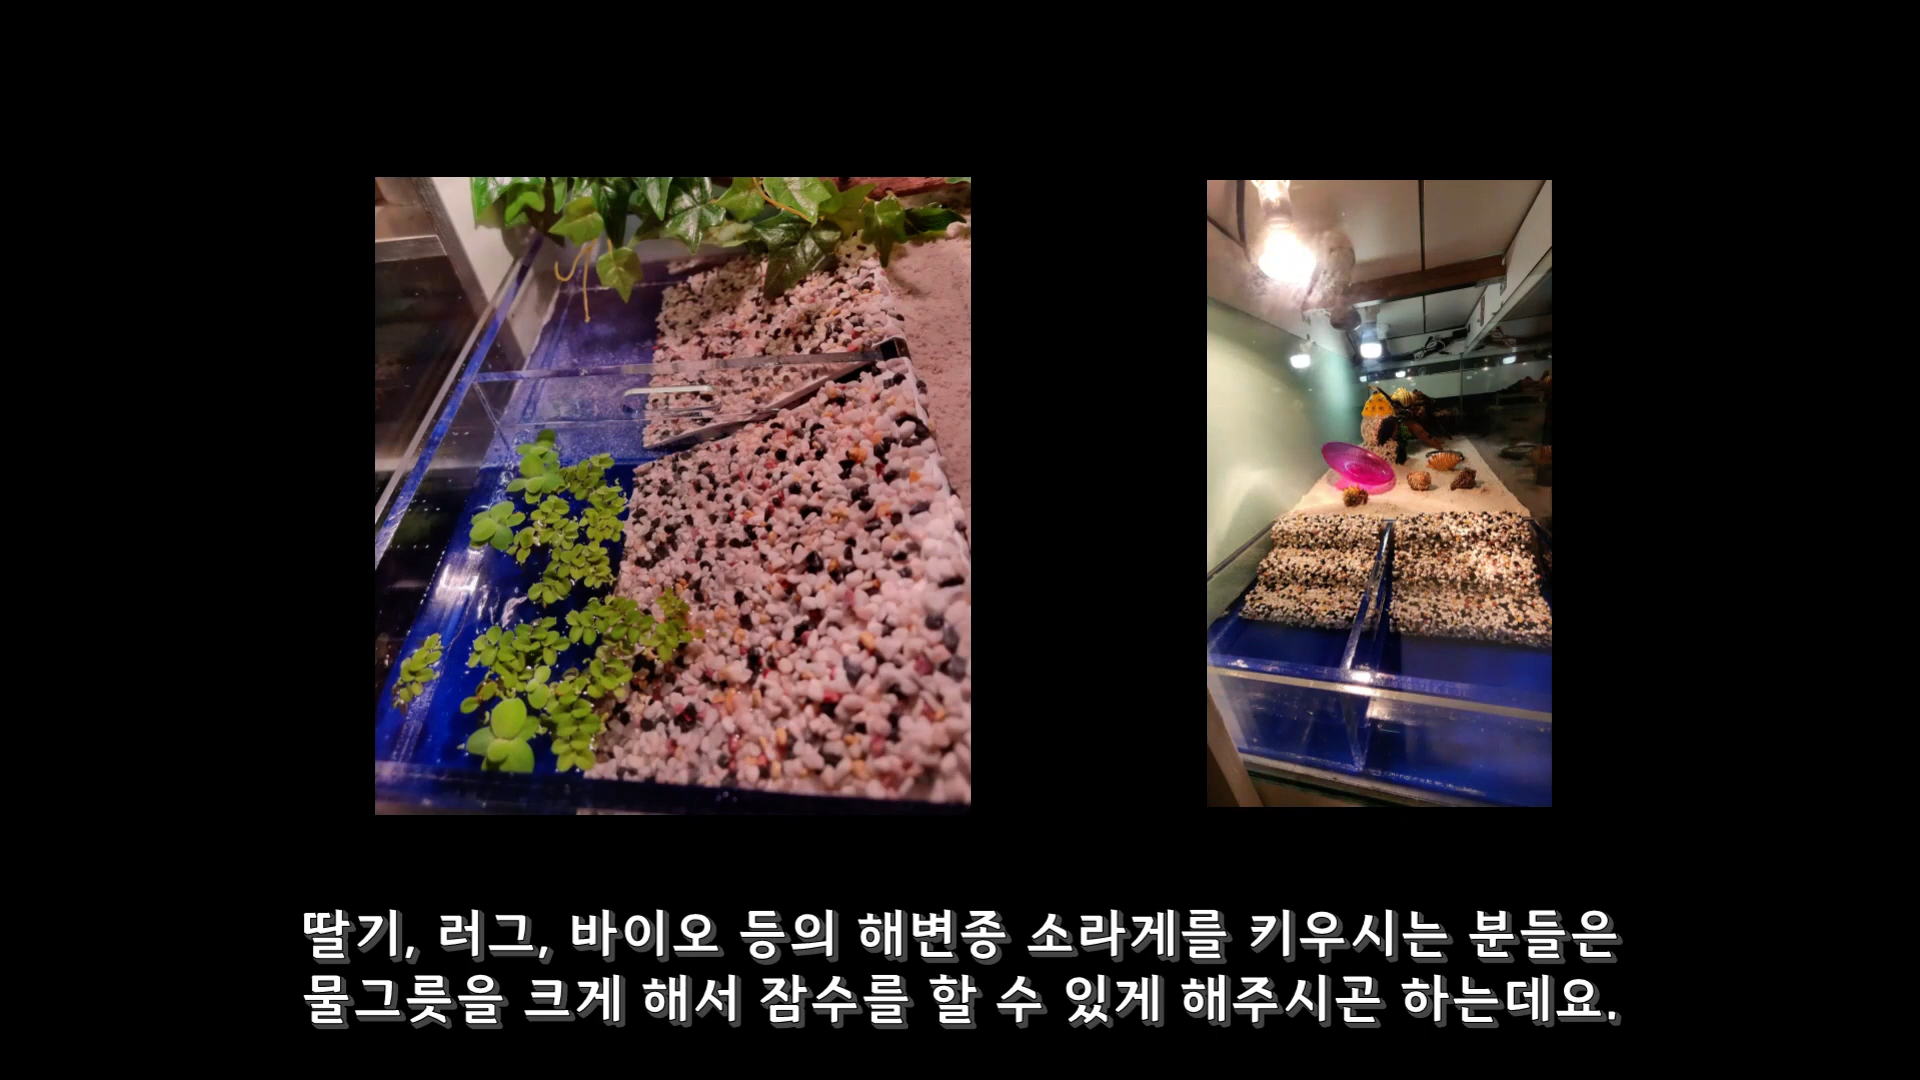 딸기, 러그, 바이오 등의 해변종 소라게를 키우시는 분들은
물그릇을 크게 해서 잠수를 할 수 있게 해주시곤 하는데요.